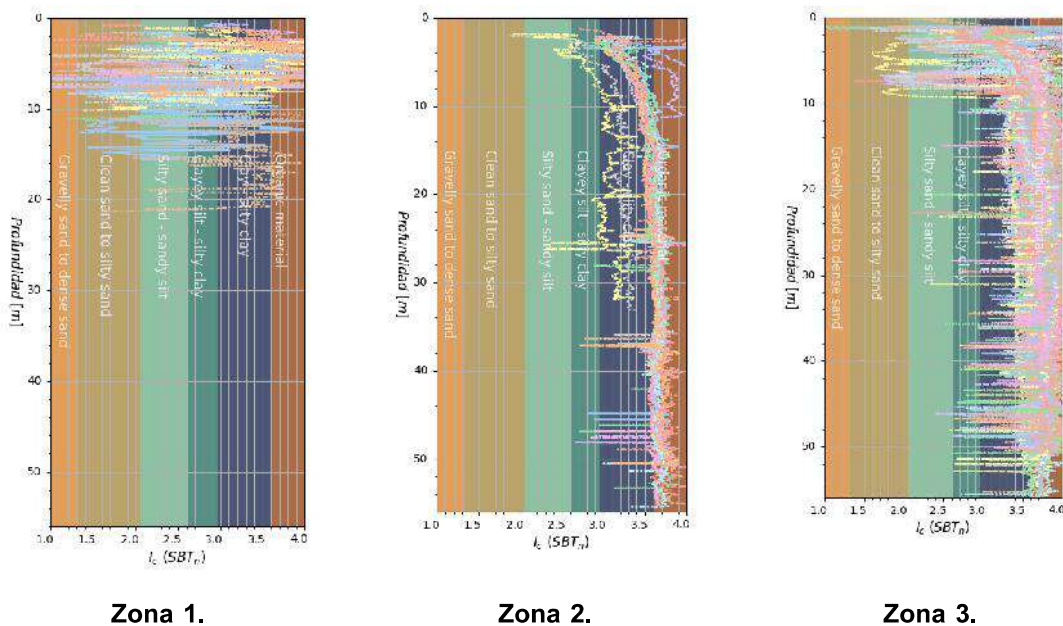 0
10
20
30
40
50
Profundidad [m]
Gravelly sand to dense sand
Clean sand to silty sand
Silty sand - sandy silt
Clayey silt - silty clay
silty clay
Organic material
1.0 1.5 2.0 2.5 3.0 3.5 4.0
Ic (SBTn)
Zona 1.
0
10
20
30
40
50
Profundidad [m]
Gravelly sand to dense sand
Clean sand to silty sand
Silty sand - sandy silt
Clayey silt - silty clay
1.0 1.5 2.0 2.5 3.0 3.5 4.0
Ic (SBTn)
Zona 2.
0
10
20
30
40
50
Profundidad [m]
Gravelly sand to dense sand
Clean sand to silty sand
Silty sand - sandy silt
Clayey silt - silty clay
1.0 1.5 2.0 2.5 3.0 3.5 4.0
Ic (SBTn)
Zona 3.